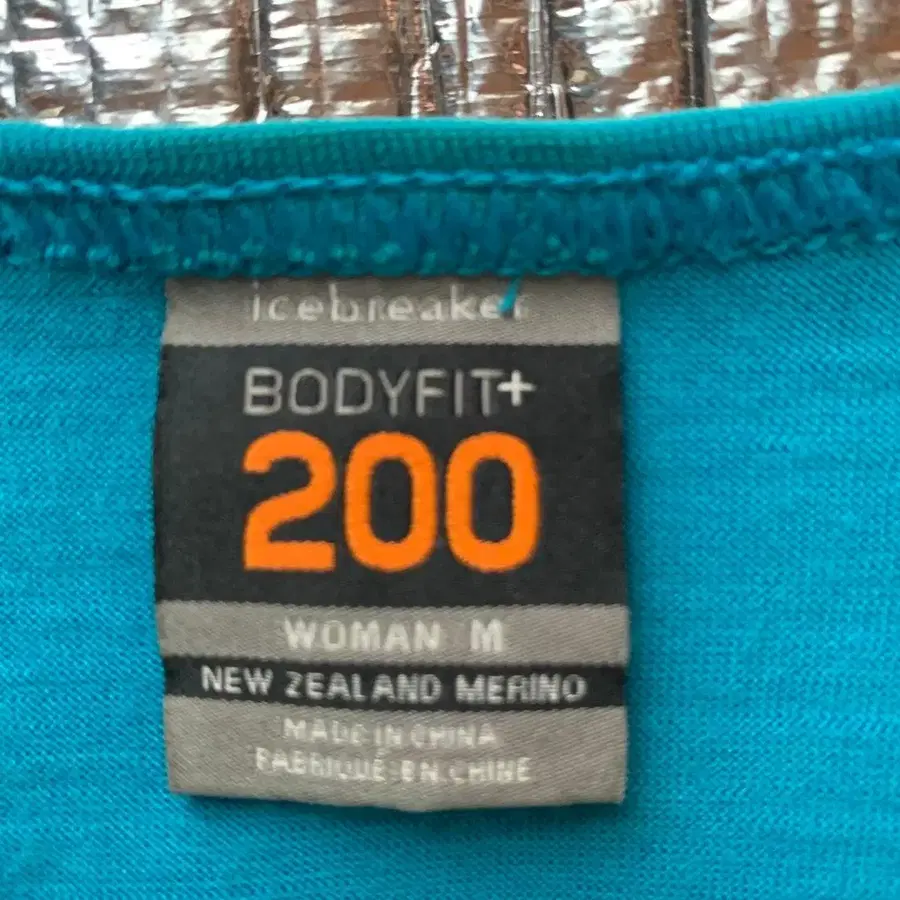 icebreaker
BODYFIT+
200
WOMAN M
NEW ZEALAND MERINO
MADE IN CHINA
FABRIQUÉ EN CHINE